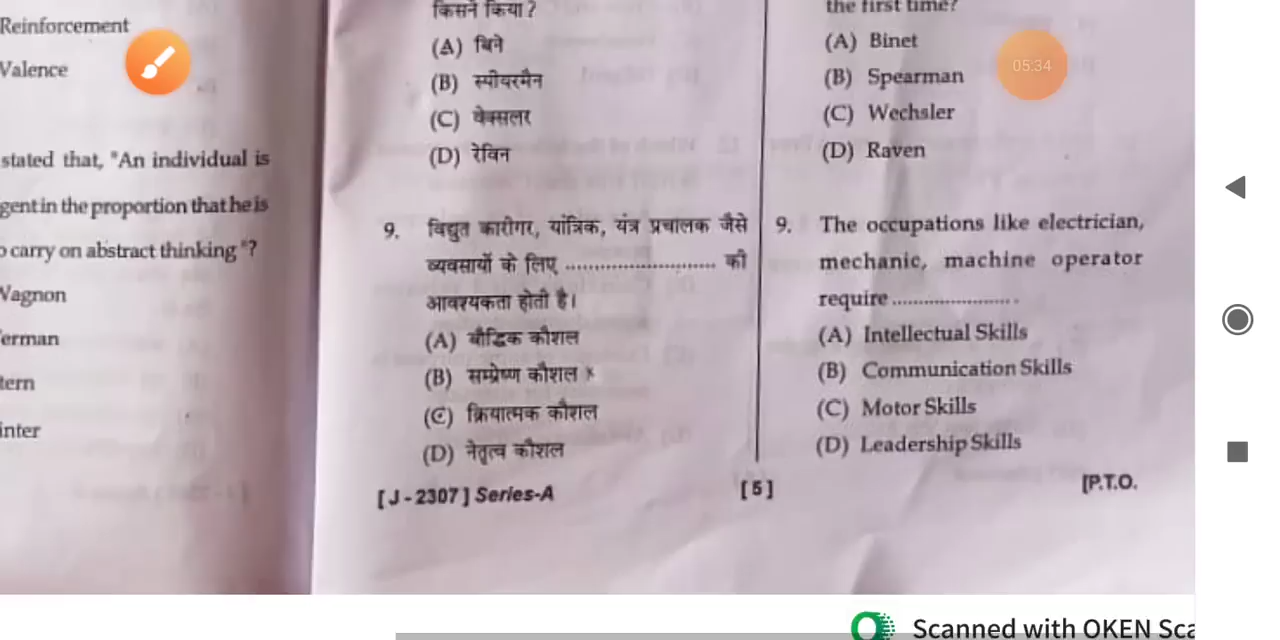 Reinforcement
Valence
stated that, "An individual is
gent in the proportion that he is
o carry on abstract thinking"?
Vagnon
erman
tern
inter
किसने किया?
(A) बिने
(B) स्पीयरमैन
(C) वेक्सलर
(D) रेविन
9. विद्युत कारीगर, यांत्रिक, यंत्र प्रचालक जैसे
व्यवसायों के लिए ........................... की
आवश्यकता होती है।
(A) बौद्धिक कौशल
(B) सम्प्रेष्ण कौशल ×
(C) क्रियात्मक कौशल
(D) नेतृत्व कौशल
[ J - 2307 ] Series-A
the first time?
(A) Binet
(B) Spearman
(C) Wechsler
(D) Raven
9. The occupations like electrician,
mechanic, machine operator
require .......................
(A) Intellectual Skills
(B) Communication Skills
(C) Motor Skills
(D) Leadership Skills
[ 5 ]
[P.T.O.
05:34
Scanned with OKEN Sca